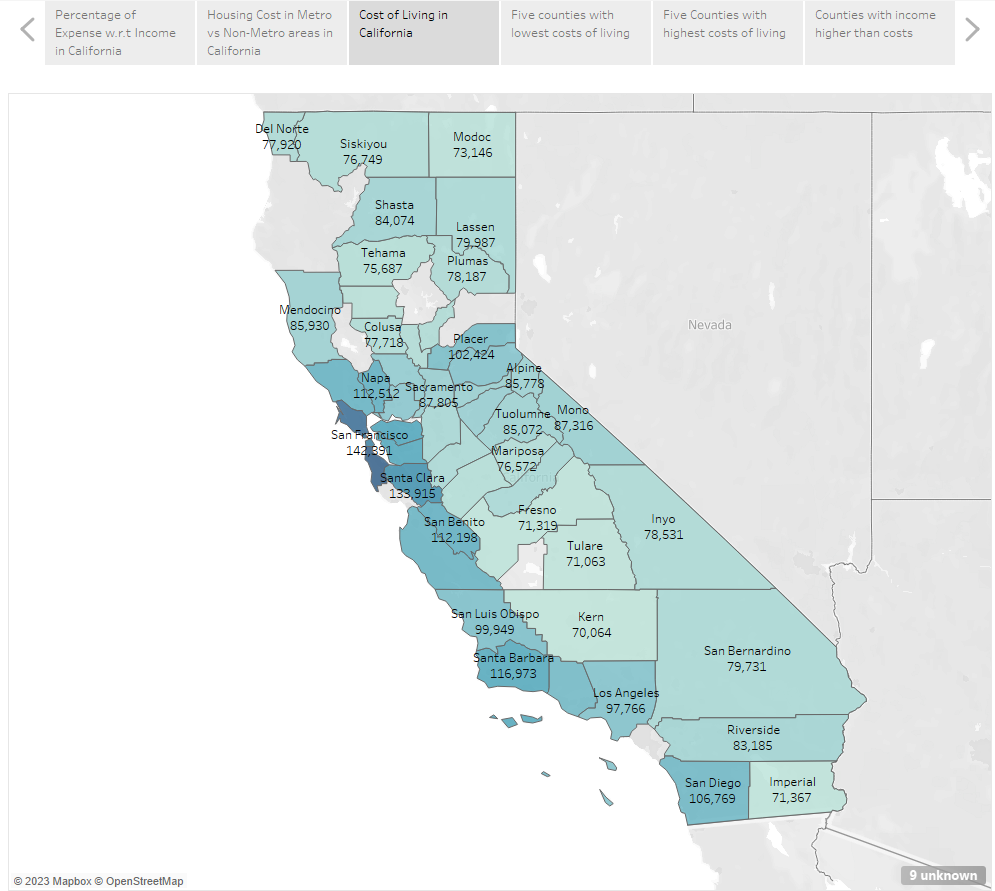 Percentage of
Expense w.r.t Income
in California
Housing Cost in Metro
vs Non-Metro areas in
California
Cost of Living in
California
Five counties with
lowest costs of living
Five Counties with
highest costs of living
Counties with income
higher than costs
Del Norte
77,920
Siskiyou
76,749
Modoc
73,146
Shasta
84,074
Lassen
79,987
Tehama
75,687
Plumas
78,187
Mendocino
85,930
Colusa
77,718
Placer
102,424
Nevada
Napa
112,512
Sacramento
87,805
Alpine
85,778
Tuolumne
85,072
Mono
87,316
San Francisco
142,391
Mariposa
76,572
California
Santa Clara
133,915
San Benito
112,198
Fresno
71,319
Inyo
78,531
Tulare
71,063
San Luis Obispo
99,949
Kern
70,064
San Bernardino
79,731
Santa Barbara
116,973
Los Angeles
97,766
Riverside
83,185
San Diego
106,769
Imperial
71,367
© 2023 Mapbox © OpenStreetMap
9 unknown